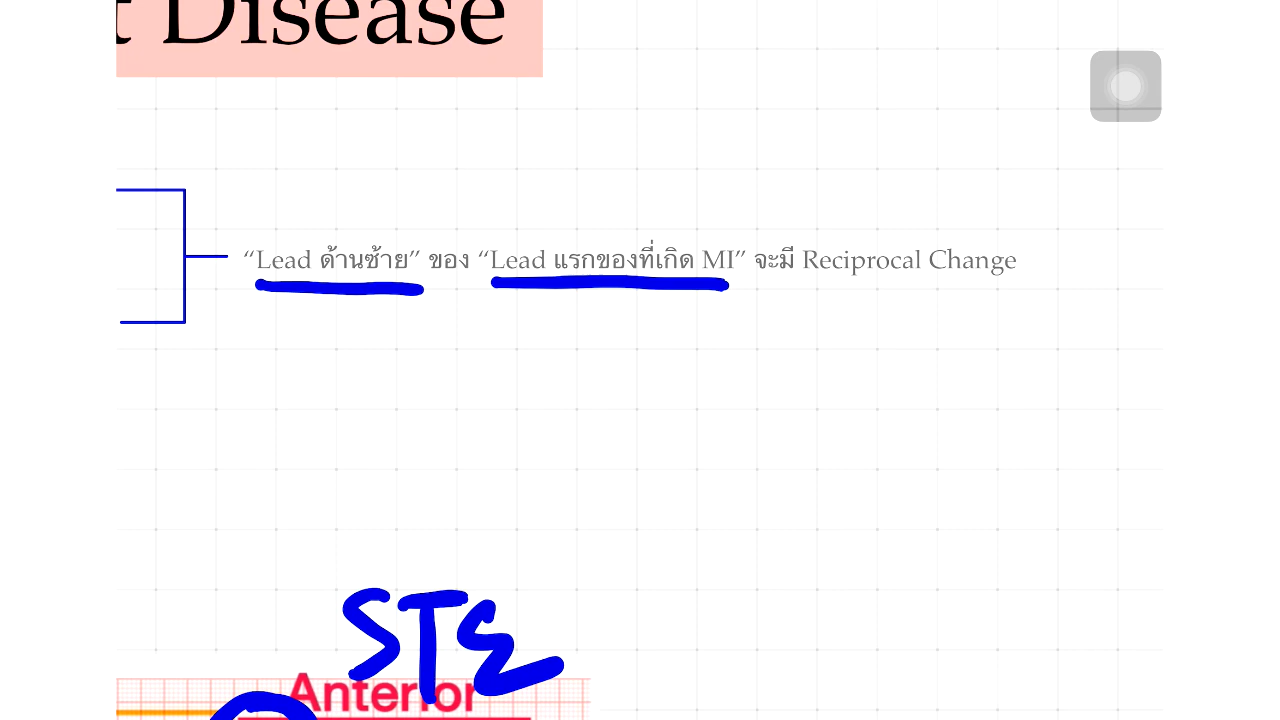 t Disease
“Lead ด้านซ้าย” ของ “Lead แรกของที่เกิด MI” จะมี Reciprocal Change
STE
Anterior